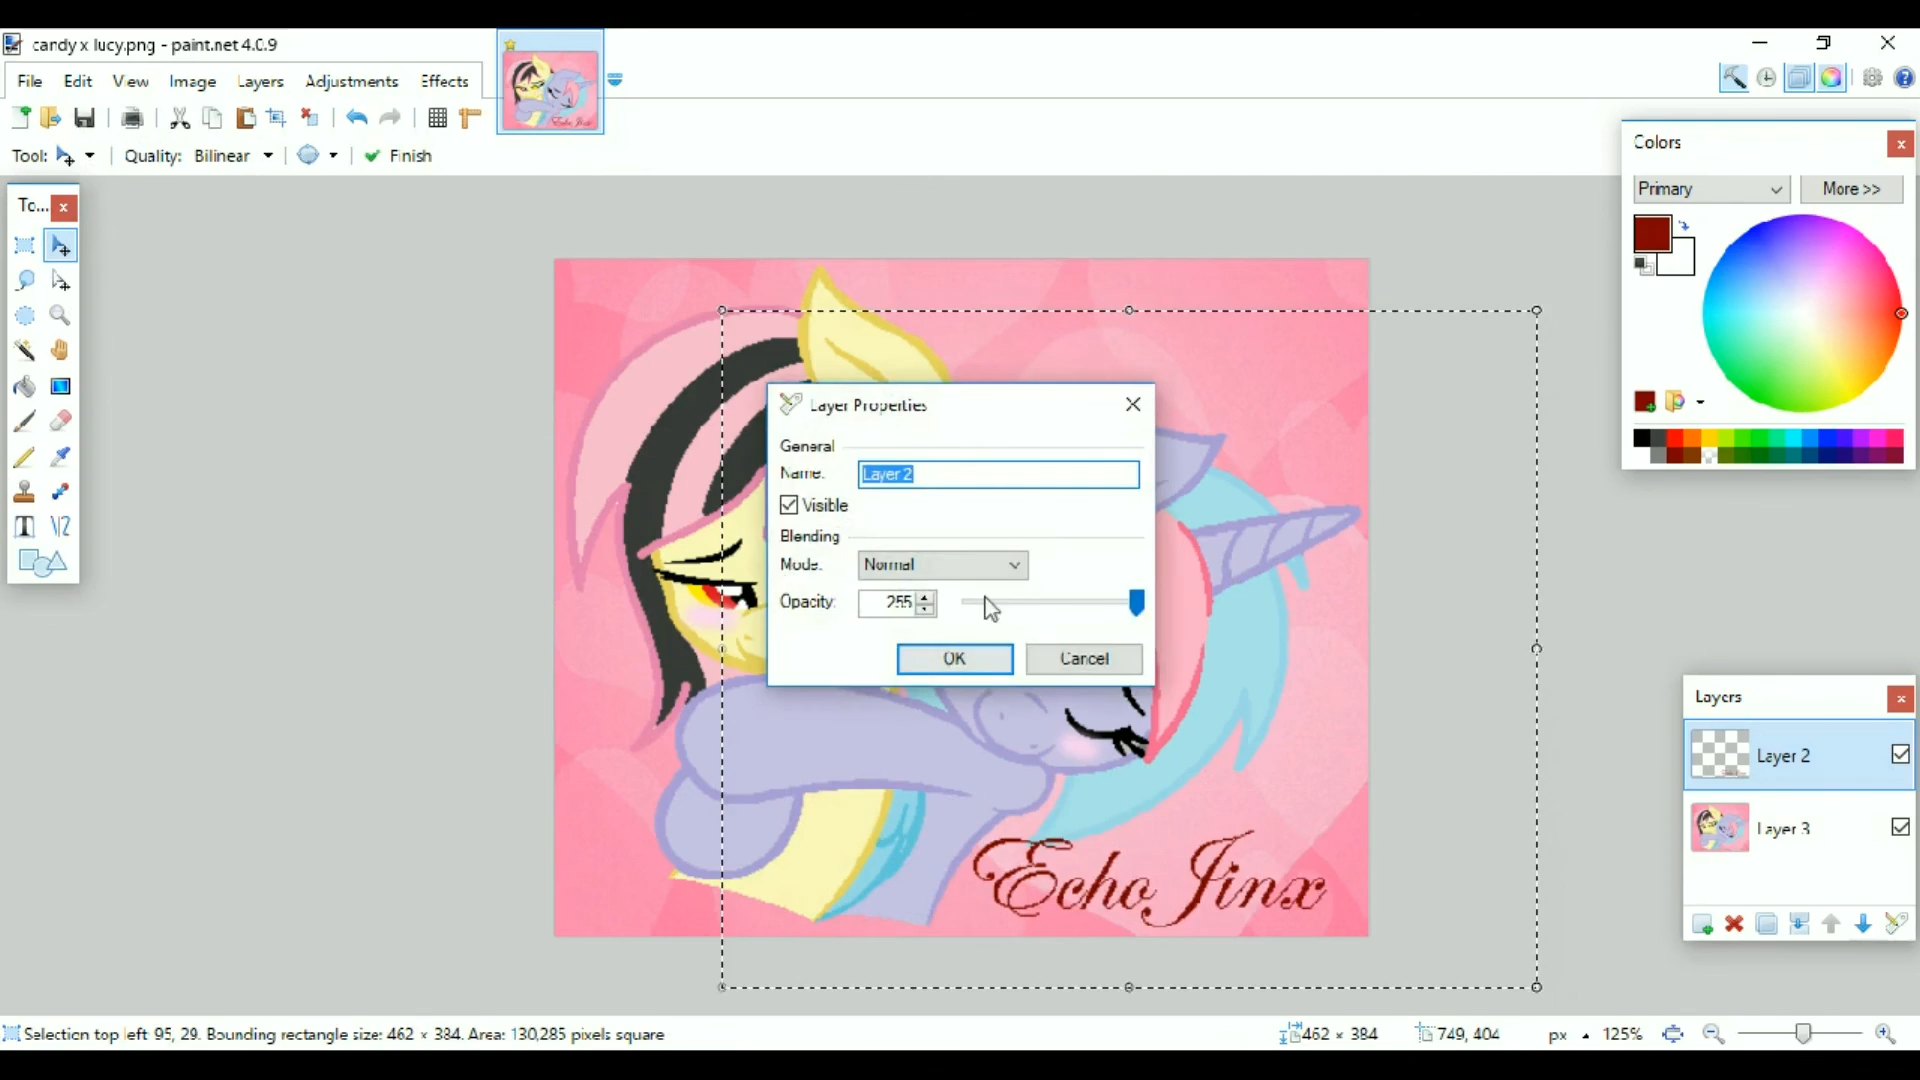 candy x lucy.png - paint.net 4.0.9
File Edit View Image Layers Adjustments Effects
Tool: Quality: Bilinear Finish
To...
Colors
Primary More >>
Layer Properties
General
Name:
Layer 2
Visible
Blending
Mode:
Normal
Opacity:
255
OK Cancel
Echo Jinx
Echo Jinx
Layers
Layer 2
Layer 3
Selection top left: 95, 29. Bounding rectangle size: 462 × 384. Area: 130,285 pixels square
462 × 384 749, 404 px 125%